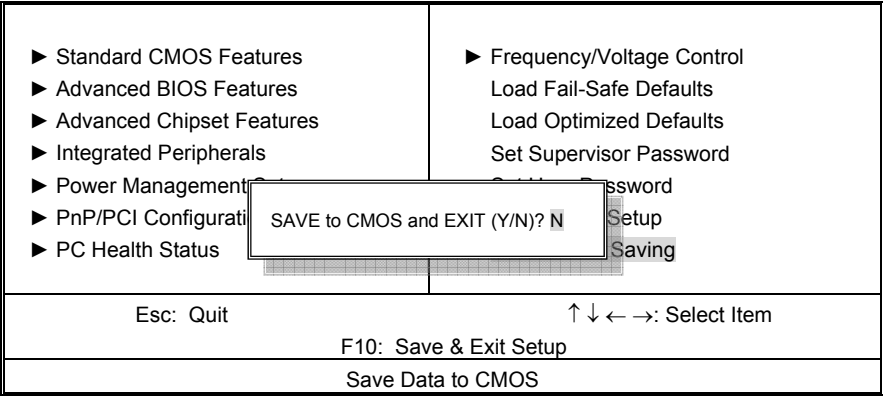 ► Standard CMOS Features
► Advanced BIOS Features
► Advanced Chipset Features
► Integrated Peripherals
► Power Management
► PnP/PCI
► PC Health Status
► Frequency/Voltage Control
Load Fail-Safe Defaults
Load Optimized Defaults
Set Supervisor Password
Setup
Saving
SAVE to CMOS and EXIT (Y/N)? N
Esc: Quit
↑ ↓ ← →: Select Item
F10: Save & Exit Setup
Save Data to CMOS